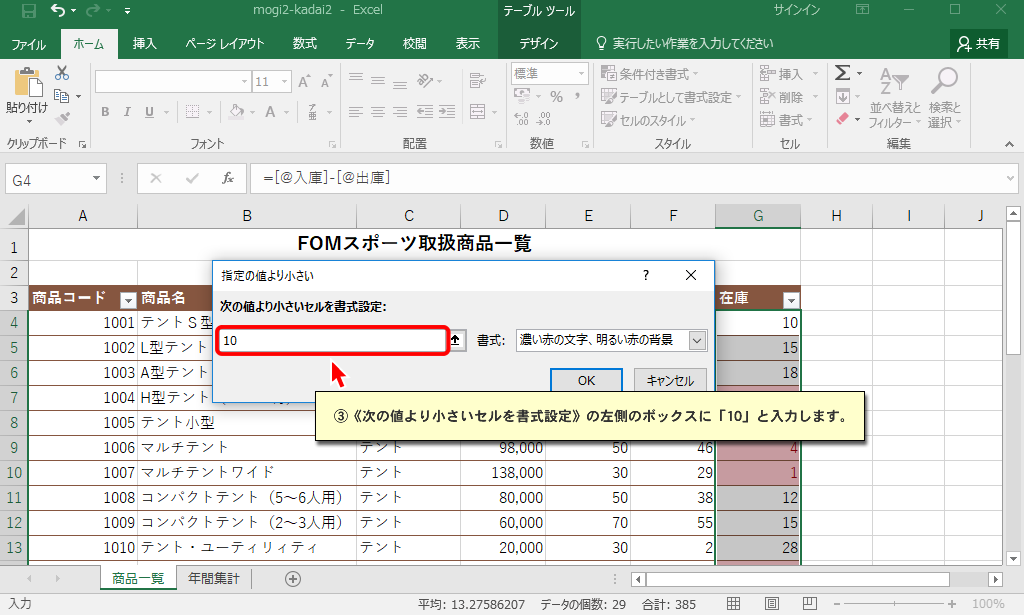 mogi2-kadai2 - Excel
テーブル ツール
サインイン
ファイル
ホーム
挿入
ページ レイアウト
数式
データ
校閲
表示
デザイン
実行したい作業を入力してください
共有
貼り付け
クリップボード
11
B I U
フォント
配置
標準
数値
条件付き書式
テーブルとして書式設定
セルのスタイル
スタイル
挿入
削除
書式
セル
並べ替えと
フィルター
検索と
選択
編集
G4
fx
=[@入庫]-[@出庫]
A B C D E F G H I J
1 FOMスポーツ取扱商品一覧
2
3 商品コード 商品名 在庫
指定の値より小さい ?
次の値より小さいセルを書式設定:
10
書式:
濃い赤の文字、明るい赤の背景
OK
キャンセル
③《次の値より小さいセルを書式設定》の左側のボックスに「10」と入力します。
4 1001 テントS型 10
5 1002 L型テント 15
6 1003 A型テント 18
7 1004 H型テント
8 1005 テント小型
9 1006 マルチテント テント 98,000 50 46 4
10 1007 マルチテントワイド テント 138,000 30 29 1
11 1008 コンパクトテント（5～6人用） テント 80,000 50 38 12
12 1009 コンパクトテント（2～3人用） テント 60,000 70 55 15
13 1010 テント・ユーティリィティ テント 20,000 30 2 28
商品一覧
年間集計
入力
平均: 13.27586207
データの個数: 29
合計: 385
100%